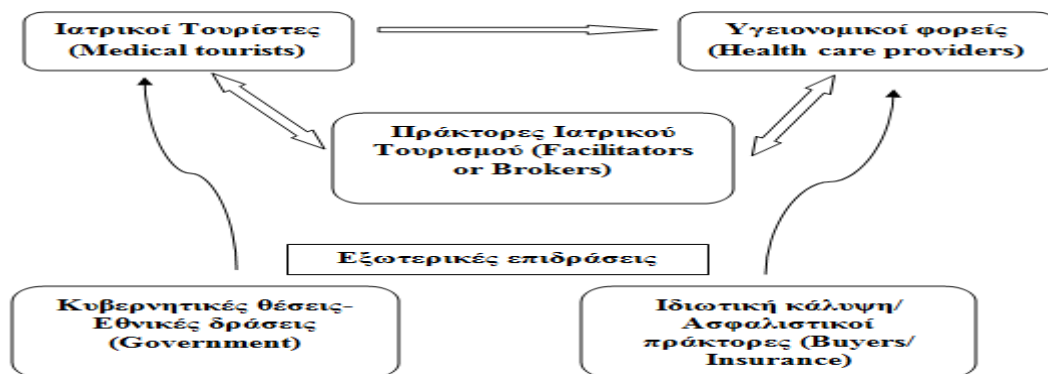 Ιατρικοί Τουρίστες
(Medical tourists)
Υγειονομικοί φορείς
(Health care providers)
Πράκτορες Ιατρικού
Τουρισμού (Facilitators
or Brokers)
Εξωτερικές επιδράσεις
Κυβερνητικές θέσεις-
Εθνικές δράσεις
(Government)
Ιδιωτική κάλυψη/
Ασφαλιστικοί
πράκτορες (Buyers/
Insurance)